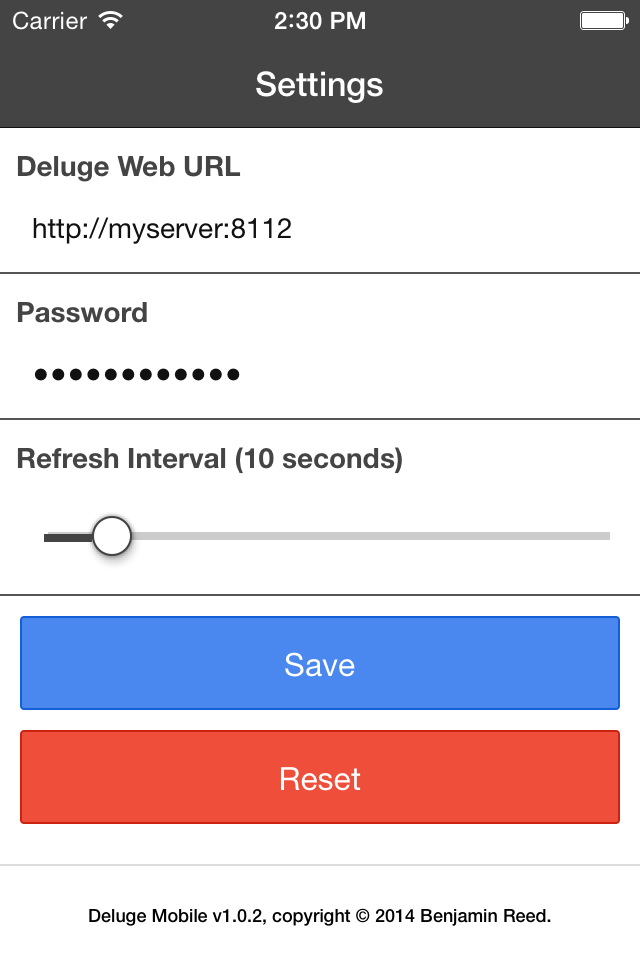 Carrier 2:30 PM
Settings
Deluge Web URL
http://myserver:8112
Password
••••••••••••
Refresh Interval (10 seconds)
Save
Reset
Deluge Mobile v1.0.2, copyright © 2014 Benjamin Reed.